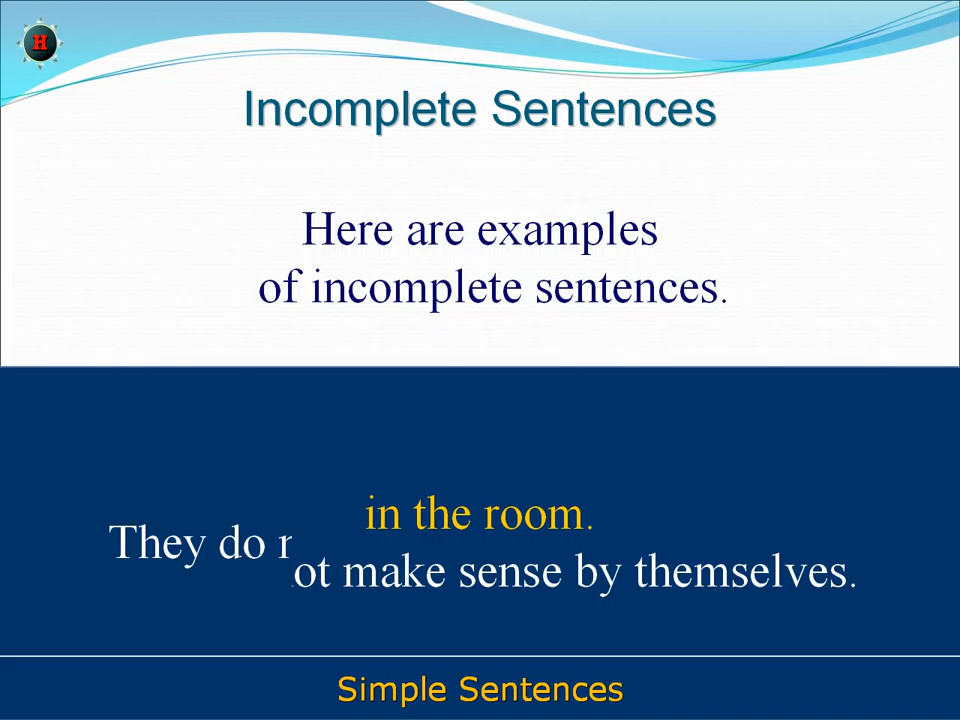 H
Incomplete Sentences
Here are examples
of incomplete sentences.
in the room.
They do not make sense by themselves.
Simple Sentences